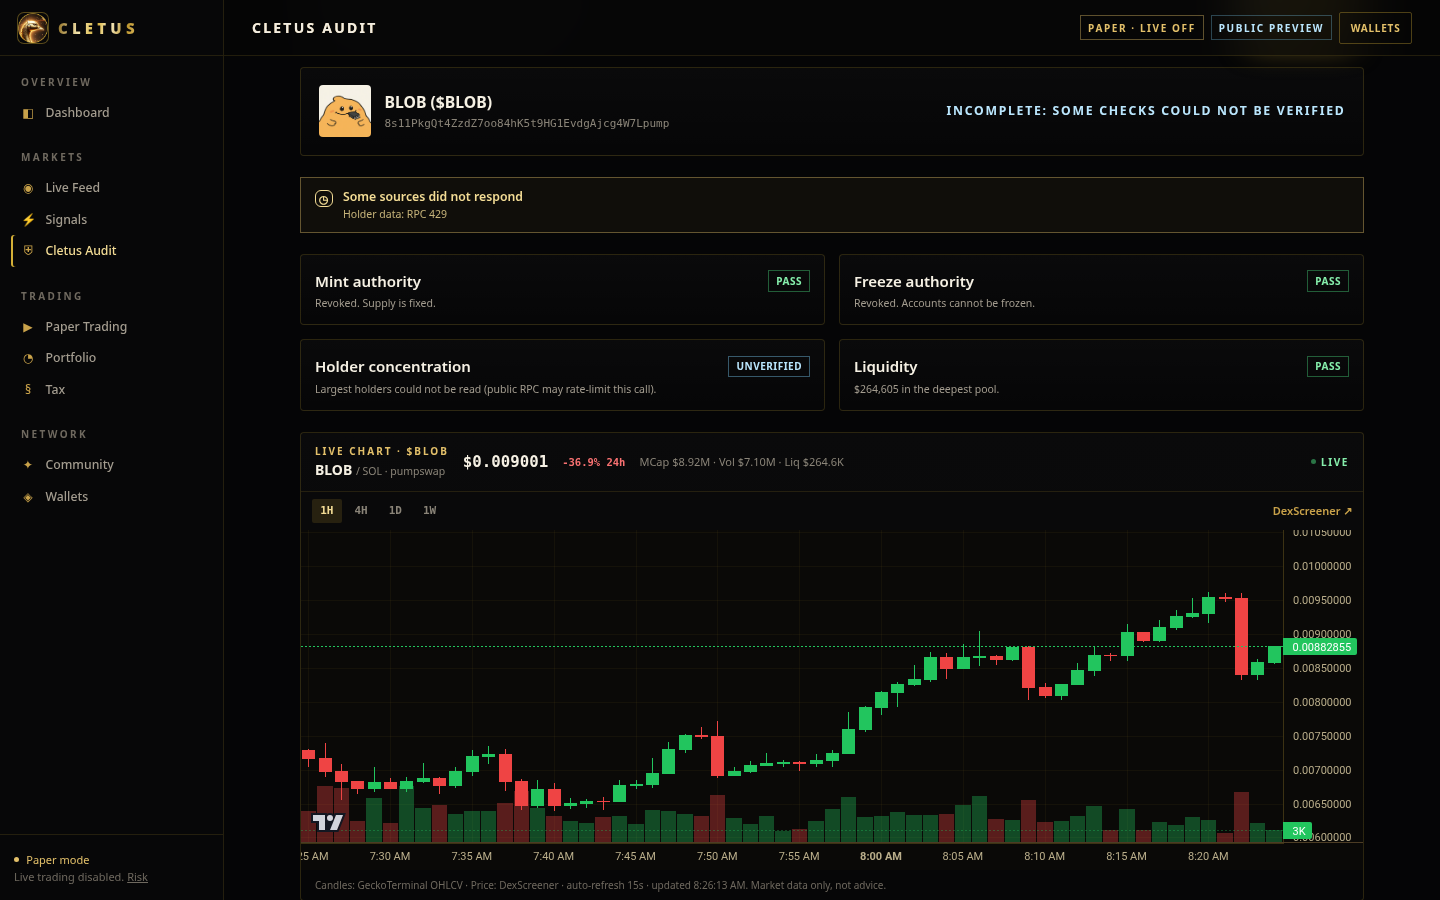 CLETUS
CLETUS AUDIT
PAPER · LIVE OFF
PUBLIC PREVIEW
WALLETS
OVERVIEW
Dashboard
MARKETS
Live Feed
Signals
Cletus Audit
TRADING
Paper Trading
Portfolio
§ Tax
NETWORK
Community
Wallets
Paper mode
Live trading disabled. Risk
BLOB ($BLOB)
8s11PkgQt4ZzdZ7oo84hK5t9HG1EvdgAjcg4W7Lpump
INCOMPLETE: SOME CHECKS COULD NOT BE VERIFIED
Some sources did not respond
Holder data: RPC 429
Mint authority
PASS
Revoked. Supply is fixed.
Freeze authority
PASS
Revoked. Accounts cannot be frozen.
Holder concentration
UNVERIFIED
Largest holders could not be read (public RPC may rate-limit this call).
Liquidity
PASS
$264,605 in the deepest pool.
LIVE CHART · $BLOB
BLOB / SOL · pumpswap
$0.009001
-36.9% 24h
MCap $8.92M · Vol $7.10M · Liq $264.6K
LIVE
1H 4H 1D 1W
DexScreener ↗
0.01050000
0.01000000
0.00950000
0.00900000
0.00882855
0.00850000
0.00800000
0.00750000
0.00700000
0.00650000
3K
25 AM 7:30 AM 7:35 AM 7:40 AM 7:45 AM 7:50 AM 7:55 AM 8:00 AM 8:05 AM 8:10 AM 8:15 AM 8:20 AM
Candles: GeckoTerminal OHLCV · Price: DexScreener · auto-refresh 15s · updated 8:26:13 AM. Market data only, not advice.